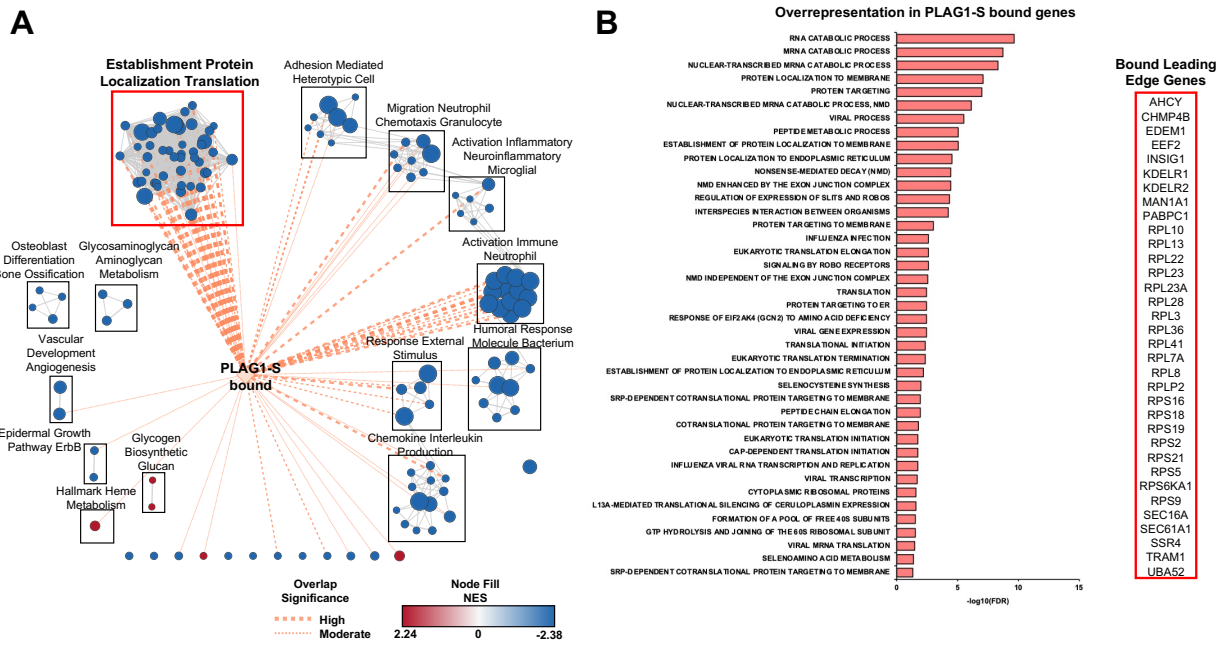 A
Establishment Protein
Localization Translation
Adhesion Mediated
Heterotypic Cell
Migration Neutrophil
Chemotaxis Granulocyte
Activation Inflammatory
Neuroinflammatory
Microglial
Activation Immune
Neutrophil
Osteoblast
Differentiation
Bone Ossification
Glycosaminoglycan
Aminoglycan
Metabolism
Vascular
Development
Angiogenesis
Humoral Response
Molecule Bacterium
Response External
Stimulus
PLAG1-S
bound
Epidermal Growth
Pathway ErbB
Glycogen
Biosynthetic
Glucan
Chemokine Interleukin
Production
Hallmark Heme
Metabolism
Overlap
Significance
High
Moderate
Node Fill
NES
2.24
0
-2.38
B
Overrepresentation in PLAG1-S bound genes
RNA CATABOLIC PROCESS
MRNA CATABOLIC PROCESS
NUCLEAR-TRANSCRIBED MRNA CATABOLIC PROCESS
PROTEIN LOCALIZATION TO MEMBRANE
PROTEIN TARGETING
NUCLEAR-TRANSCRIBED MRNA CATABOLIC PROCESS, NMD
VIRAL PROCESS
PEPTIDE METABOLIC PROCESS
ESTABLISHMENT OF PROTEIN LOCALIZATION TO MEMBRANE
PROTEIN LOCALIZATION TO ENDOPLASMIC RETICULUM
NONSENSE-MEDIATED DECAY (NMD)
NMD ENHANCED BY THE EXON JUNCTION COMPLEX
REGULATION OF EXPRESSION OF SLITS AND ROBOS
INTERSPECIES INTERACTION BETWEEN ORGANISMS
PROTEIN TARGETING TO MEMBRANE
INFLUENZA INFECTION
EUKARYOTIC TRANSLATION ELONGATION
SIGNALING BY ROBO RECEPTORS
NMD INDEPENDENT OF THE EXON JUNCTION COMPLEX
TRANSLATION
PROTEIN TARGETING TO ER
RESPONSE OF EIF2AK4 (GCN2) TO AMINO ACID DEFICIENCY
VIRAL GENE EXPRESSION
TRANSLATIONAL INITIATION
EUKARYOTIC TRANSLATION TERMINATION
ESTABLISHMENT OF PROTEIN LOCALIZATION TO ENDOPLASMIC RETICULUM
SELENOCYSTEINE SYNTHESIS
SRP-DEPENDENT COTRANSLATIONAL PROTEIN TARGETING TO MEMBRANE
PEPTIDE CHAIN ELONGATION
COTRANSLATIONAL PROTEIN TARGETING TO MEMBRANE
EUKARYOTIC TRANSLATION INITIATION
CAP-DEPENDENT TRANSLATION INITIATION
INFLUENZA VIRAL RNA TRANSCRIPTION AND REPLICATION
VIRAL TRANSCRIPTION
CYTOPLASMIC RIBOSOMAL PROTEINS
L13A-MEDIATED TRANSLATIONAL SILENCING OF CERULOPLASMIN EXPRESSION
FORMATION OF A POOL OF FREE 40S SUBUNITS
GTP HYDROLYSIS AND JOINING OF THE 60S RIBOSOMAL SUBUNIT
VIRAL MRNA TRANSLATION
SELENOAMINO ACID METABOLISM
SRP-DEPENDENT COTRANSLATIONAL PROTEIN TARGETING TO MEMBRANE
0
5
10
15
-log10(FDR)
Bound Leading
Edge Genes
AHCY
CHMP4B
EDEM1
EEF2
INSIG1
KDELR1
KDELR2
MAN1A1
PABPC1
RPL10
RPL13
RPL22
RPL23
RPL23A
RPL28
RPL3
RPL36
RPL41
RPL7A
RPL8
RPLP2
RPS16
RPS18
RPS19
RPS2
RPS21
RPS5
RPS6KA1
RPS9
SEC16A
SEC61A1
SSR4
TRAM1
UBA52